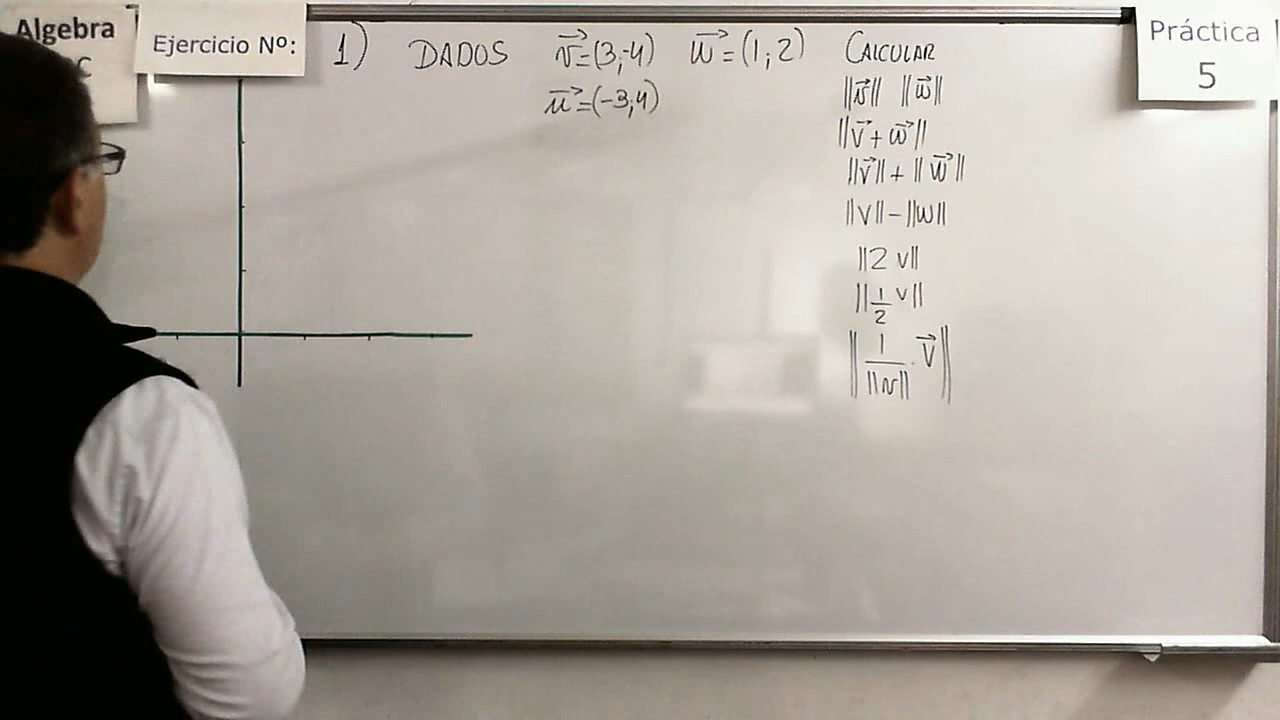 Algebra
C
Ejercicio Nº:
1) DADOS v⃗=(3;-4) w⃗=(1;2) CALCULAR
u⃗=(-3;4)
||v⃗|| ||w⃗||
||v⃗+w⃗||
||v⃗||+||w⃗||
||v||-||w||
||2 v||
||1/2 v||
||1/||v|| · v⃗||
Práctica
5